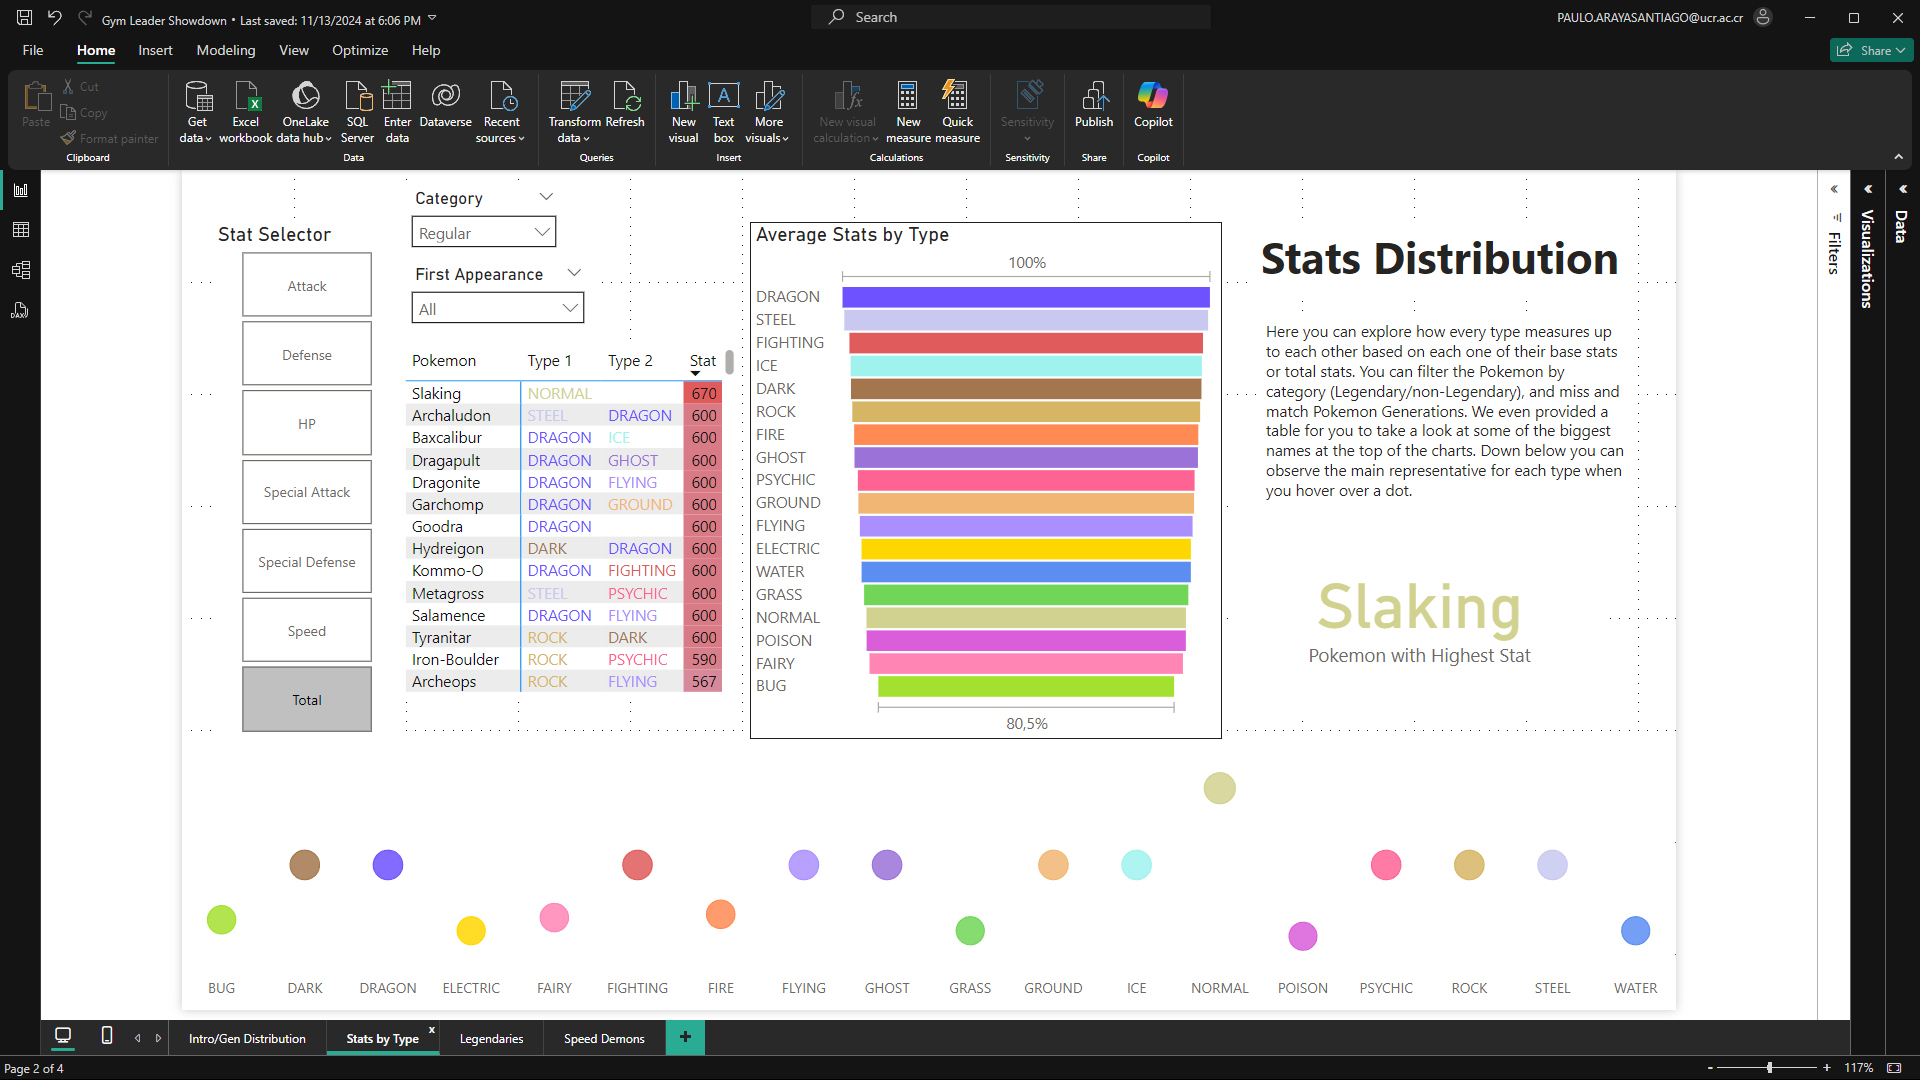 Gym Leader Showdown • Last saved: 11/13/2024 at 6:06 PM
Search
PAULO.ARAYASANTIAGO@ucr.ac.cr
File Home Insert Modeling View Optimize Help
Share
Paste
Cut
Copy
Format painter
Clipboard
Get data
Excel workbook
OneLake data hub
SQL Server
Enter data
Dataverse
Recent sources
Data
Transform data
Refresh
Queries
New visual
Text box
More visuals
Insert
New visual calculation
New measure
Quick measure
Calculations
Sensitivity
Sensitivity
Publish
Share
Copilot
Copilot
DAX
Stat Selector
Attack
Defense
HP
Special Attack
Special Defense
Speed
Total
Category
Regular
First Appearance
All
Pokemon Type 1 Type 2 Stat
Slaking NORMAL 670
Archaludon STEEL DRAGON 600
Baxcalibur DRAGON ICE 600
Dragapult DRAGON GHOST 600
Dragonite DRAGON FLYING 600
Garchomp DRAGON GROUND 600
Goodra DRAGON 600
Hydreigon DARK DRAGON 600
Kommo-O DRAGON FIGHTING 600
Metagross STEEL PSYCHIC 600
Salamence DRAGON FLYING 600
Tyranitar ROCK DARK 600
Iron-Boulder ROCK PSYCHIC 590
Archeops ROCK FLYING 567
Average Stats by Type
100%
DRAGON
STEEL
FIGHTING
ICE
DARK
ROCK
FIRE
GHOST
PSYCHIC
GROUND
FLYING
ELECTRIC
WATER
GRASS
NORMAL
POISON
FAIRY
BUG
80,5%
Stats Distribution
Here you can explore how every type measures up
to each other based on each one of their base stats
or total stats. You can filter the Pokemon by
category (Legendary/non-Legendary), and miss and
match Pokemon Generations. We even provided a
table for you to take a look at some of the biggest
names at the top of the charts. Down below you can
observe the main representative for each type when
you hover over a dot.
Slaking
Pokemon with Highest Stat
Filters
Visualizations
Data
BUG DARK DRAGON ELECTRIC FAIRY FIGHTING FIRE FLYING GHOST GRASS GROUND ICE NORMAL POISON PSYCHIC ROCK STEEL WATER
Intro/Gen Distribution Stats by Type x Legendaries Speed Demons +
Page 2 of 4
- + 117%